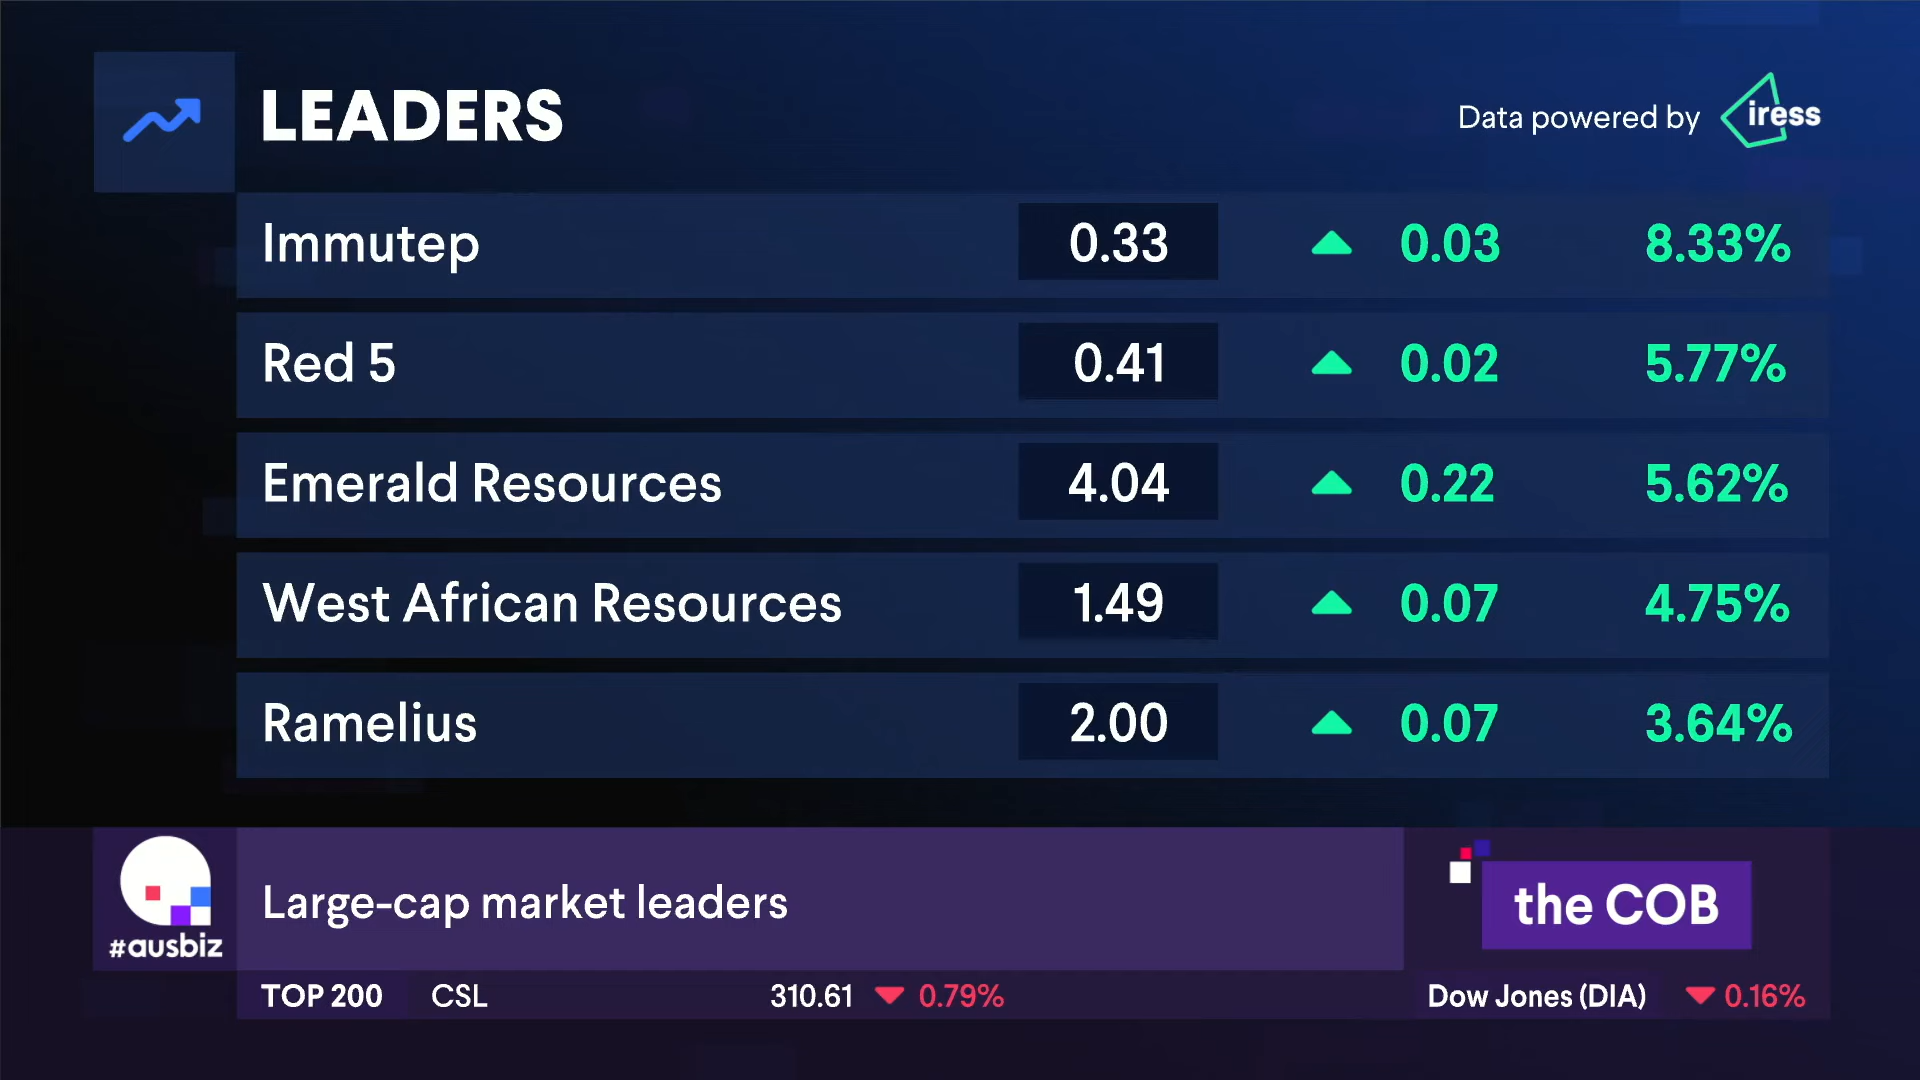 LEADERS
Data powered by iress
Immutep 0.33 0.03 8.33%
Red 5 0.41 0.02 5.77%
Emerald Resources 4.04 0.22 5.62%
West African Resources 1.49 0.07 4.75%
Ramelius 2.00 0.07 3.64%
Large-cap market leaders
the COB
#ausbiz
TOP 200 CSL 310.61 0.79% Dow Jones (DIA) 0.16%